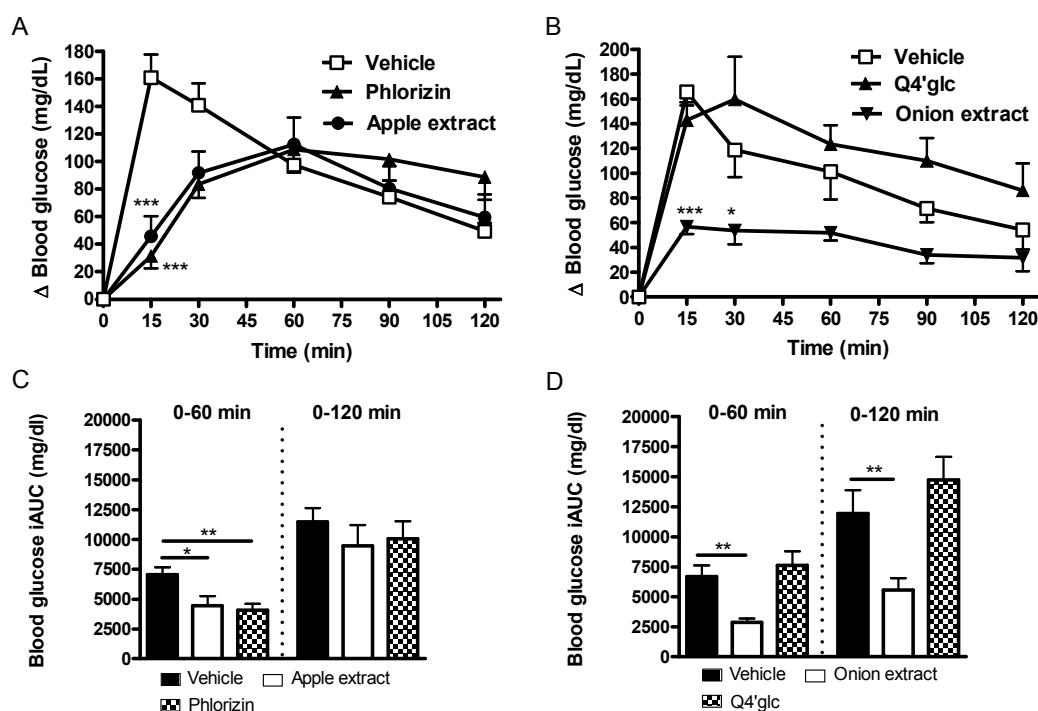 A
Δ Blood glucose (mg/dL)
180
160
140
120
100
80
60
40
20
0
Vehicle
Phlorizin
Apple extract
***
***
0 15 30 45 60 75 90 105 120
Time (min)
B
Δ Blood glucose (mg/dL)
200
180
160
140
120
100
80
60
40
20
0
Vehicle
Q4'glc
Onion extract
***
*
0 15 30 45 60 75 90 105 120
Time (min)
C
Blood glucose iAUC (mg/dl)
0-60 min 0-120 min
20000
17500
15000
12500
10000
7500
5000
2500
0
**
*
Vehicle Apple extract
Phlorizin
D
Blood glucose iAUC (mg/dl)
0-60 min 0-120 min
20000
17500
15000
12500
10000
7500
5000
2500
0
**
**
Vehicle Onion extract
Q4'glc